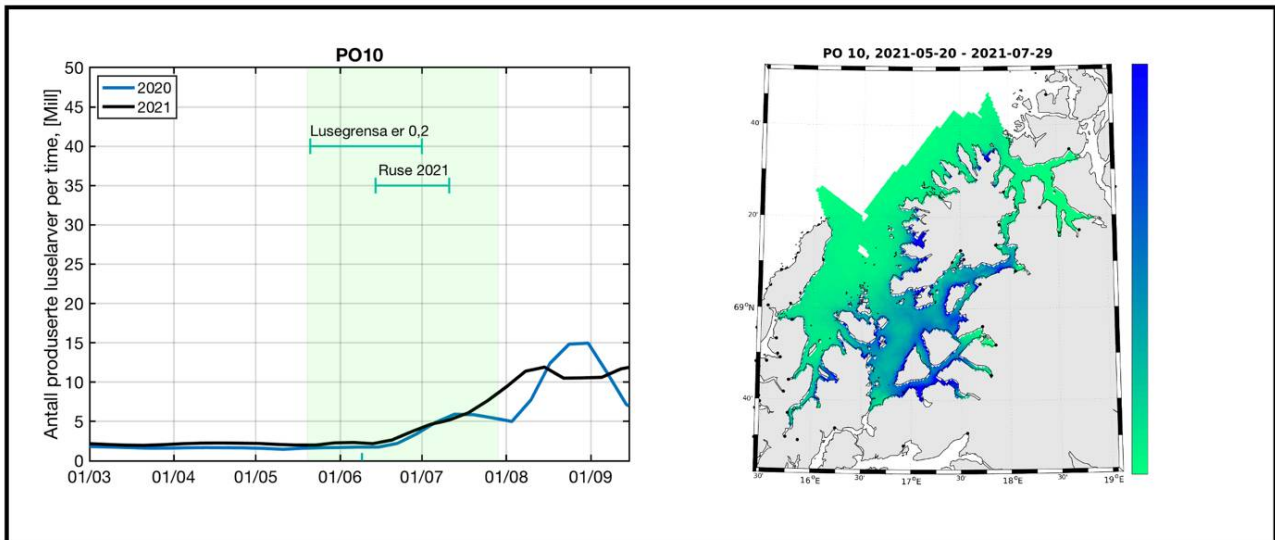 PO10
50
45
40
35
30
25
20
15
10
5
0
Antall produserte luselarver per time, [Mill]
2020
2021
Lusegrensa er 0,2
Ruse 2021
01/03 01/04 01/05 01/06 01/07 01/08 01/09
PO 10, 2021-05-20 - 2021-07-29
40'
20'
69°N
40'
30' 16°E 30' 17°E 30' 18°E 30' 19°E